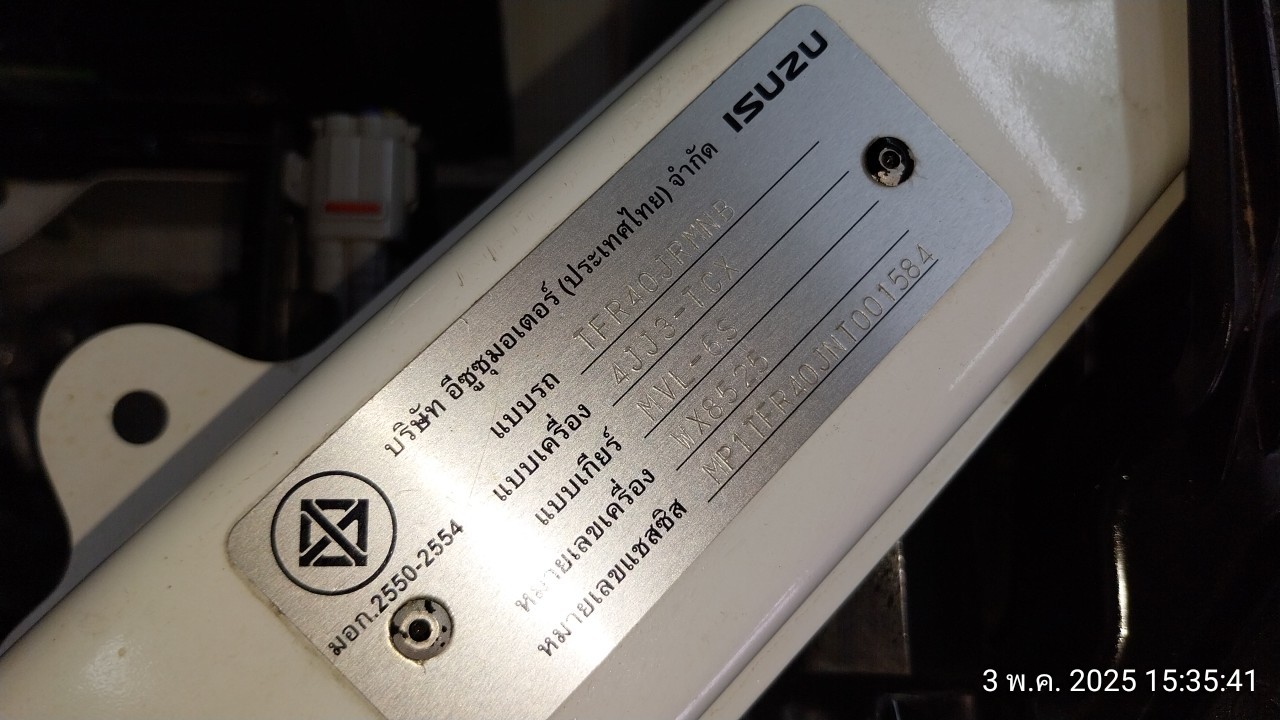 ISUZU
บริษัท อีซูซุมอเตอร์ (ประเทศไทย) จำกัด
แบบรถ TFR40JRMNB
แบบเครื่อง 4JJ3-TCX
แบบเกียร์ MVL-6S
หมายเลขเครื่อง WX8525
หมายเลขแชสซิส MP1TFR40JNT001584
มอก.2550-2554
3 พ.ค. 2025 15:35:41